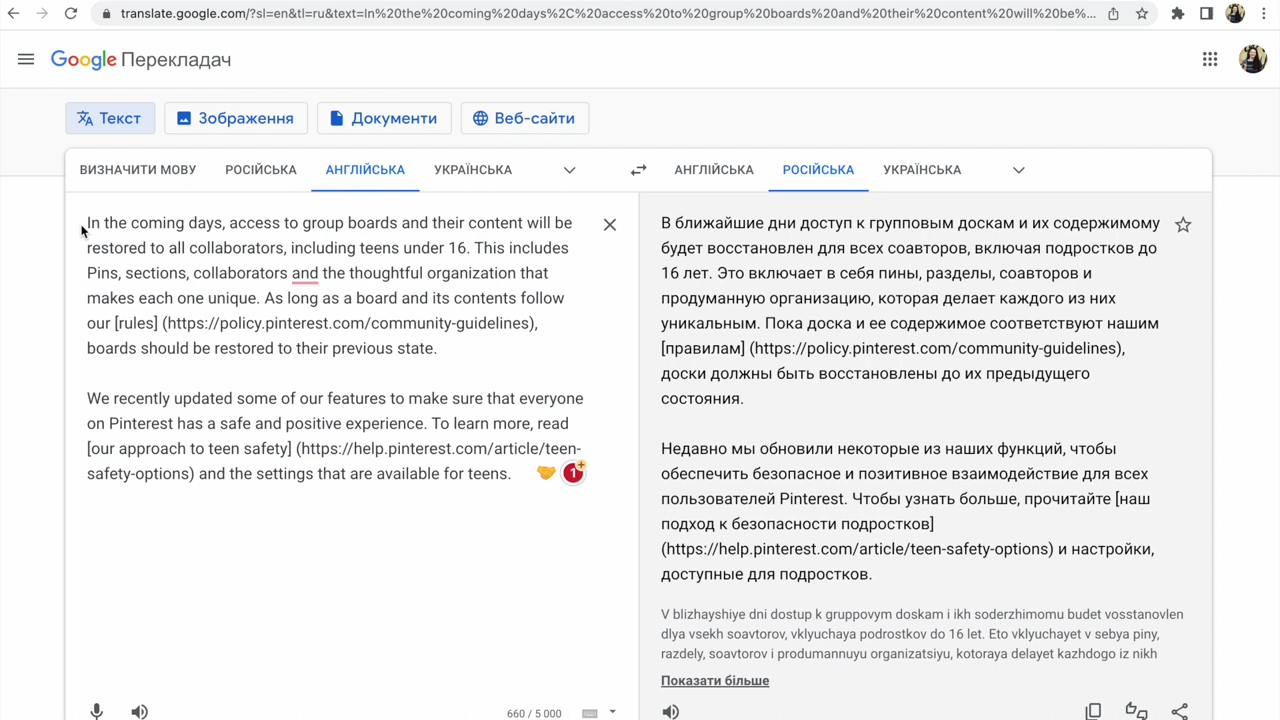 translate.google.com/?sl=en&tl=ru&text=In%20the%20coming%20days%2C%20access%20to%20group%20boards%20and%20their%20content%20will%20be%...
Google Перекладач
Текст
Зображення
Документи
Веб-сайти
ВИЗНАЧИТИ МОВУ
РОСІЙСЬКА
АНГЛІЙСЬКА
УКРАЇНСЬКА
АНГЛІЙСЬКА
РОСІЙСЬКА
УКРАЇНСЬКА
In the coming days, access to group boards and their content will be
restored to all collaborators, including teens under 16. This includes
Pins, sections, collaborators and the thoughtful organization that
makes each one unique. As long as a board and its contents follow
our [rules] (https://policy.pinterest.com/community-guidelines),
boards should be restored to their previous state.
We recently updated some of our features to make sure that everyone
on Pinterest has a safe and positive experience. To learn more, read
[our approach to teen safety] (https://help.pinterest.com/article/teen-
safety-options) and the settings that are available for teens.
1
660 / 5 000
В ближайшие дни доступ к групповым доскам и их содержимому
будет восстановлен для всех соавторов, включая подростков до
16 лет. Это включает в себя пины, разделы, соавторов и
продуманную организацию, которая делает каждого из них
уникальным. Пока доска и ее содержимое соответствуют нашим
[правилам] (https://policy.pinterest.com/community-guidelines),
доски должны быть восстановлены до их предыдущего
состояния.
Недавно мы обновили некоторые из наших функций, чтобы
обеспечить безопасное и позитивное взаимодействие для всех
пользователей Pinterest. Чтобы узнать больше, прочитайте [наш
подход к безопасности подростков]
(https://help.pinterest.com/article/teen-safety-options) и настройки,
доступные для подростков.
V blizhayshiye dni dostup k gruppovym doskam i ikh soderzhimomu budet vosstanovlen
dlya vsekh soavtorov, vklyuchaya podrostkov do 16 let. Eto vklyuchayet v sebya piny,
razdely, soavtorov i produmannuyu organizatsiyu, kotoraya delayet kazhdogo iz nikh
Показати більше